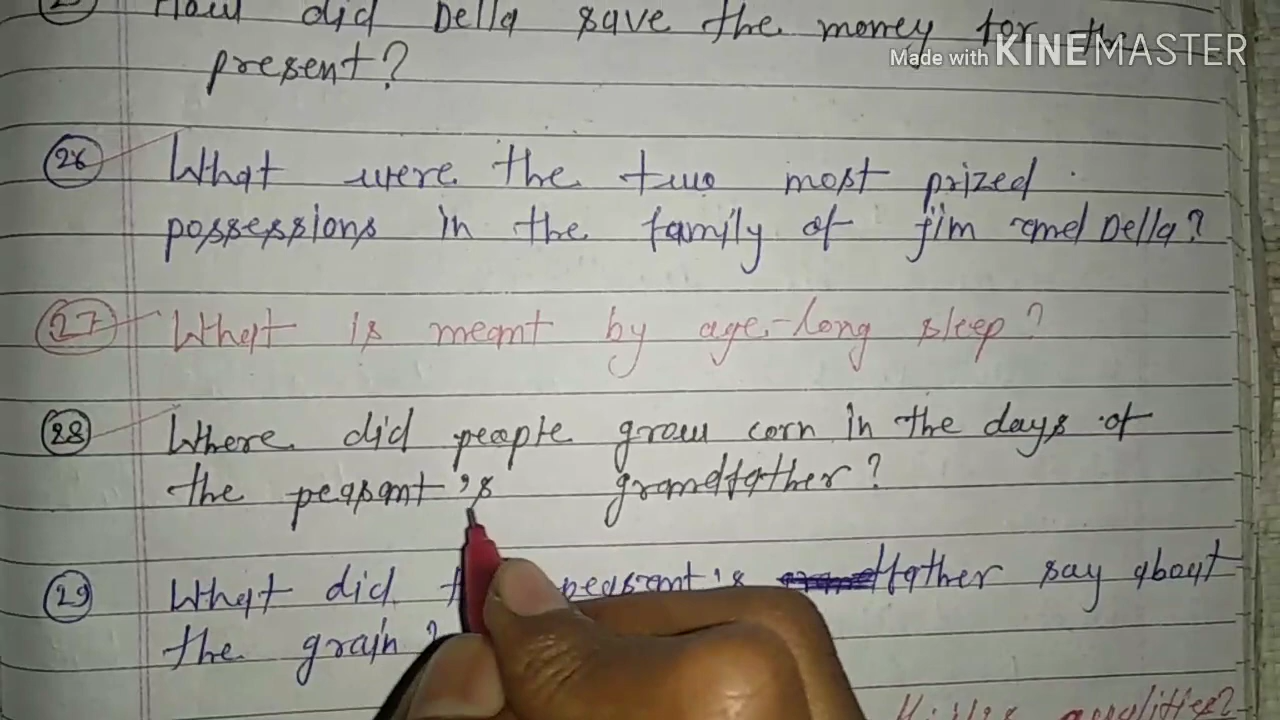 How did Della save the money for the
Made with KINEMASTER
present?
26 What were the two most prized
possessions in the family of jim and Della?
27 What is meant by age-long sleep?
28 Where did people grow corn in the days of
the peasant's grandfather?
29 What did peasant's father say about
the grain?
qualities?